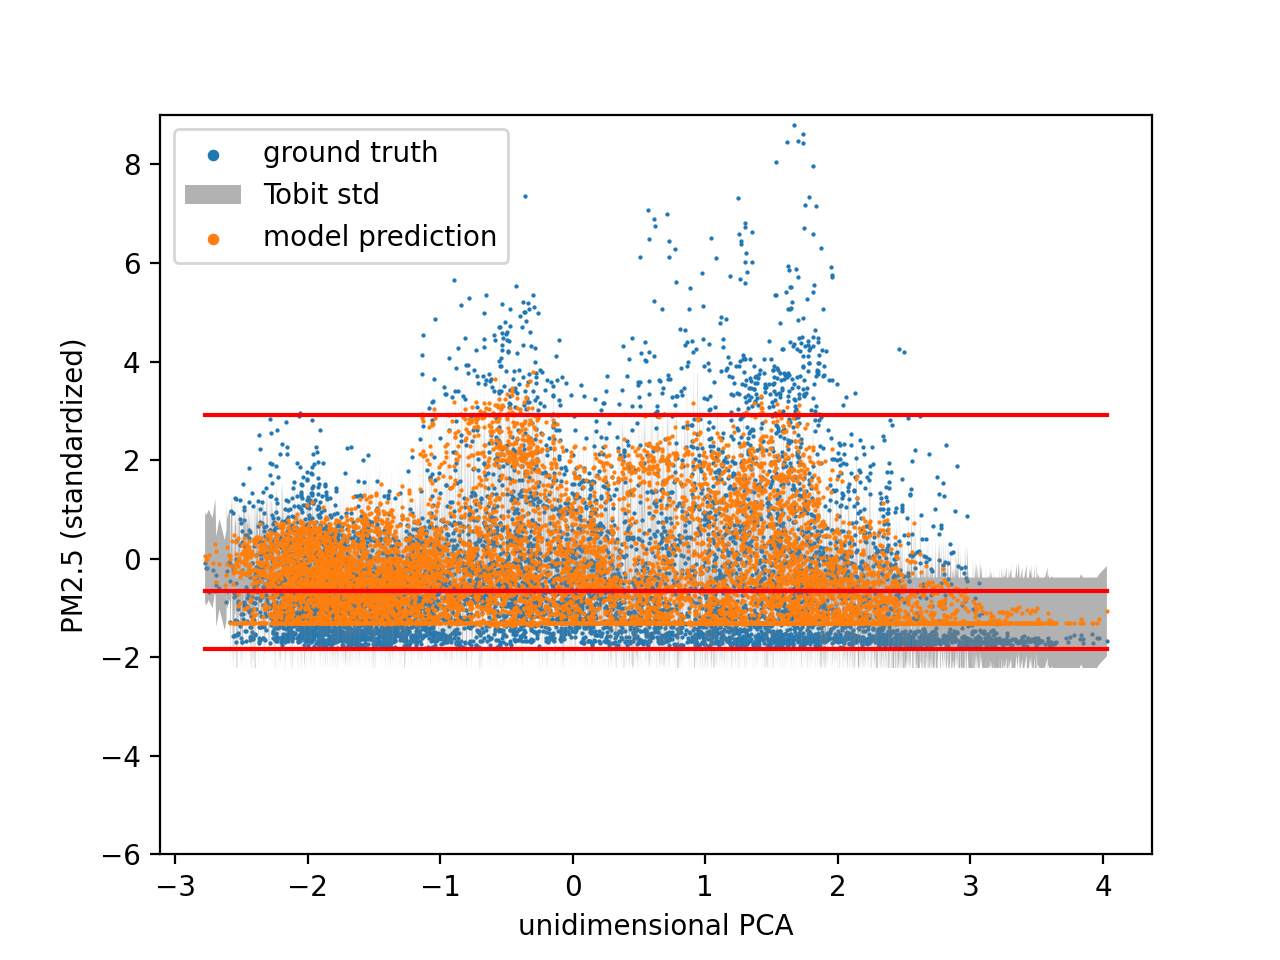 ground truth
Tobit std
model prediction
PM2.5 (standardized)
8
6
4
2
0
−2
−4
−6
−3 −2 −1 0 1 2 3 4
unidimensional PCA